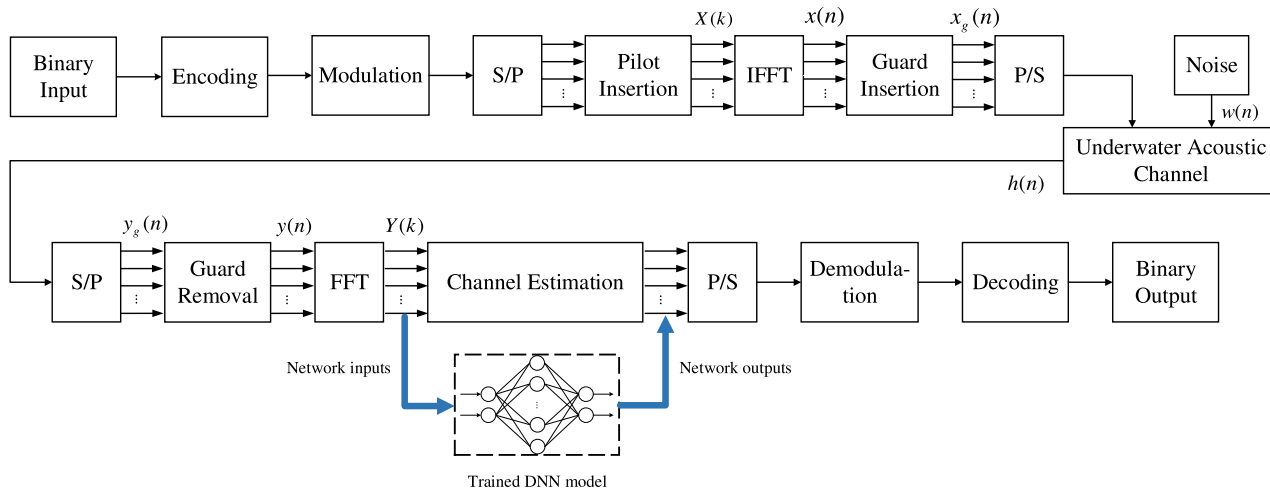 X(k)
x(n)
x_g(n)
Binary
Input
Encoding
Modulation
S/P
Pilot
Insertion
IFFT
Guard
Insertion
P/S
Noise
w(n)
Underwater Acoustic
Channel
h(n)
y_g(n)
y(n)
Y(k)
S/P
Guard
Removal
FFT
Channel Estimation
P/S
Demodula-
tion
Decoding
Binary
Output
Network inputs
Network outputs
Trained DNN model